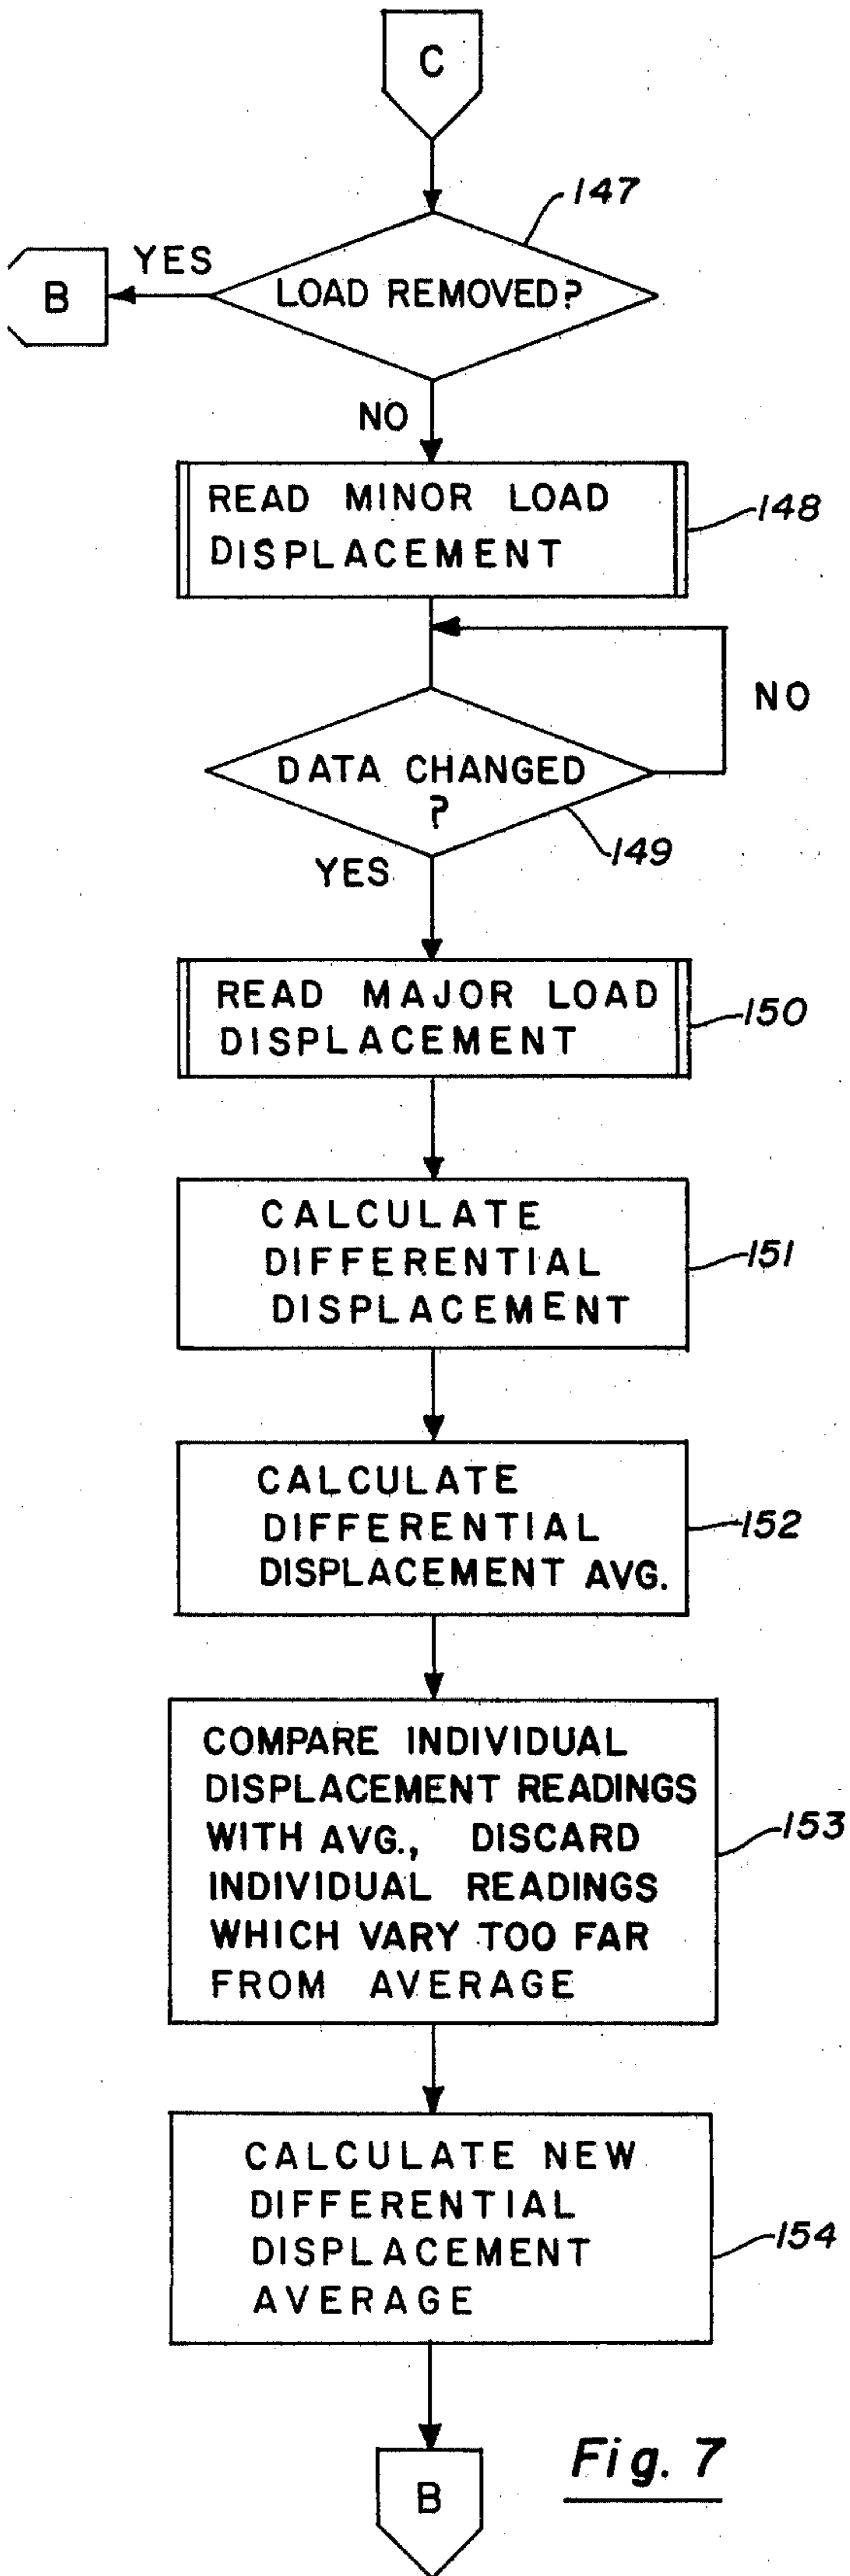 C
147
YES
B
LOAD REMOVED?
NO
READ MINOR LOAD
DISPLACEMENT
148
NO
DATA CHANGED
?
149
YES
READ MAJOR LOAD
DISPLACEMENT
150
CALCULATE
DIFFERENTIAL
DISPLACEMENT
151
CALCULATE
DIFFERENTIAL
DISPLACEMENT AVG.
152
COMPARE INDIVIDUAL
DISPLACEMENT READINGS
WITH AVG., DISCARD
INDIVIDUAL READINGS
WHICH VARY TOO FAR
FROM AVERAGE
153
CALCULATE NEW
DIFFERENTIAL
DISPLACEMENT
AVERAGE
154
Fig. 7
B